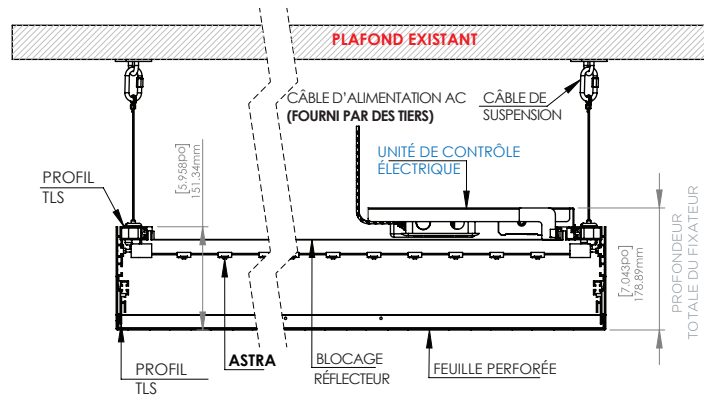 PLAFOND EXISTANT
CÂBLE D'ALIMENTATION AC
(FOURNI PAR DES TIERS)
CÂBLE DE
SUSPENSION
UNITÉ DE CONTRÔLE
ÉLECTRIQUE
PROFIL
TLS
[5.958po]
151.34mm
[7.043po]
178.89mm
PROFONDEUR
TOTALE DU FIXATEUR
PROFIL
TLS
ASTRA
BLOCAGE
RÉFLECTEUR
FEUILLE PERFORÉE